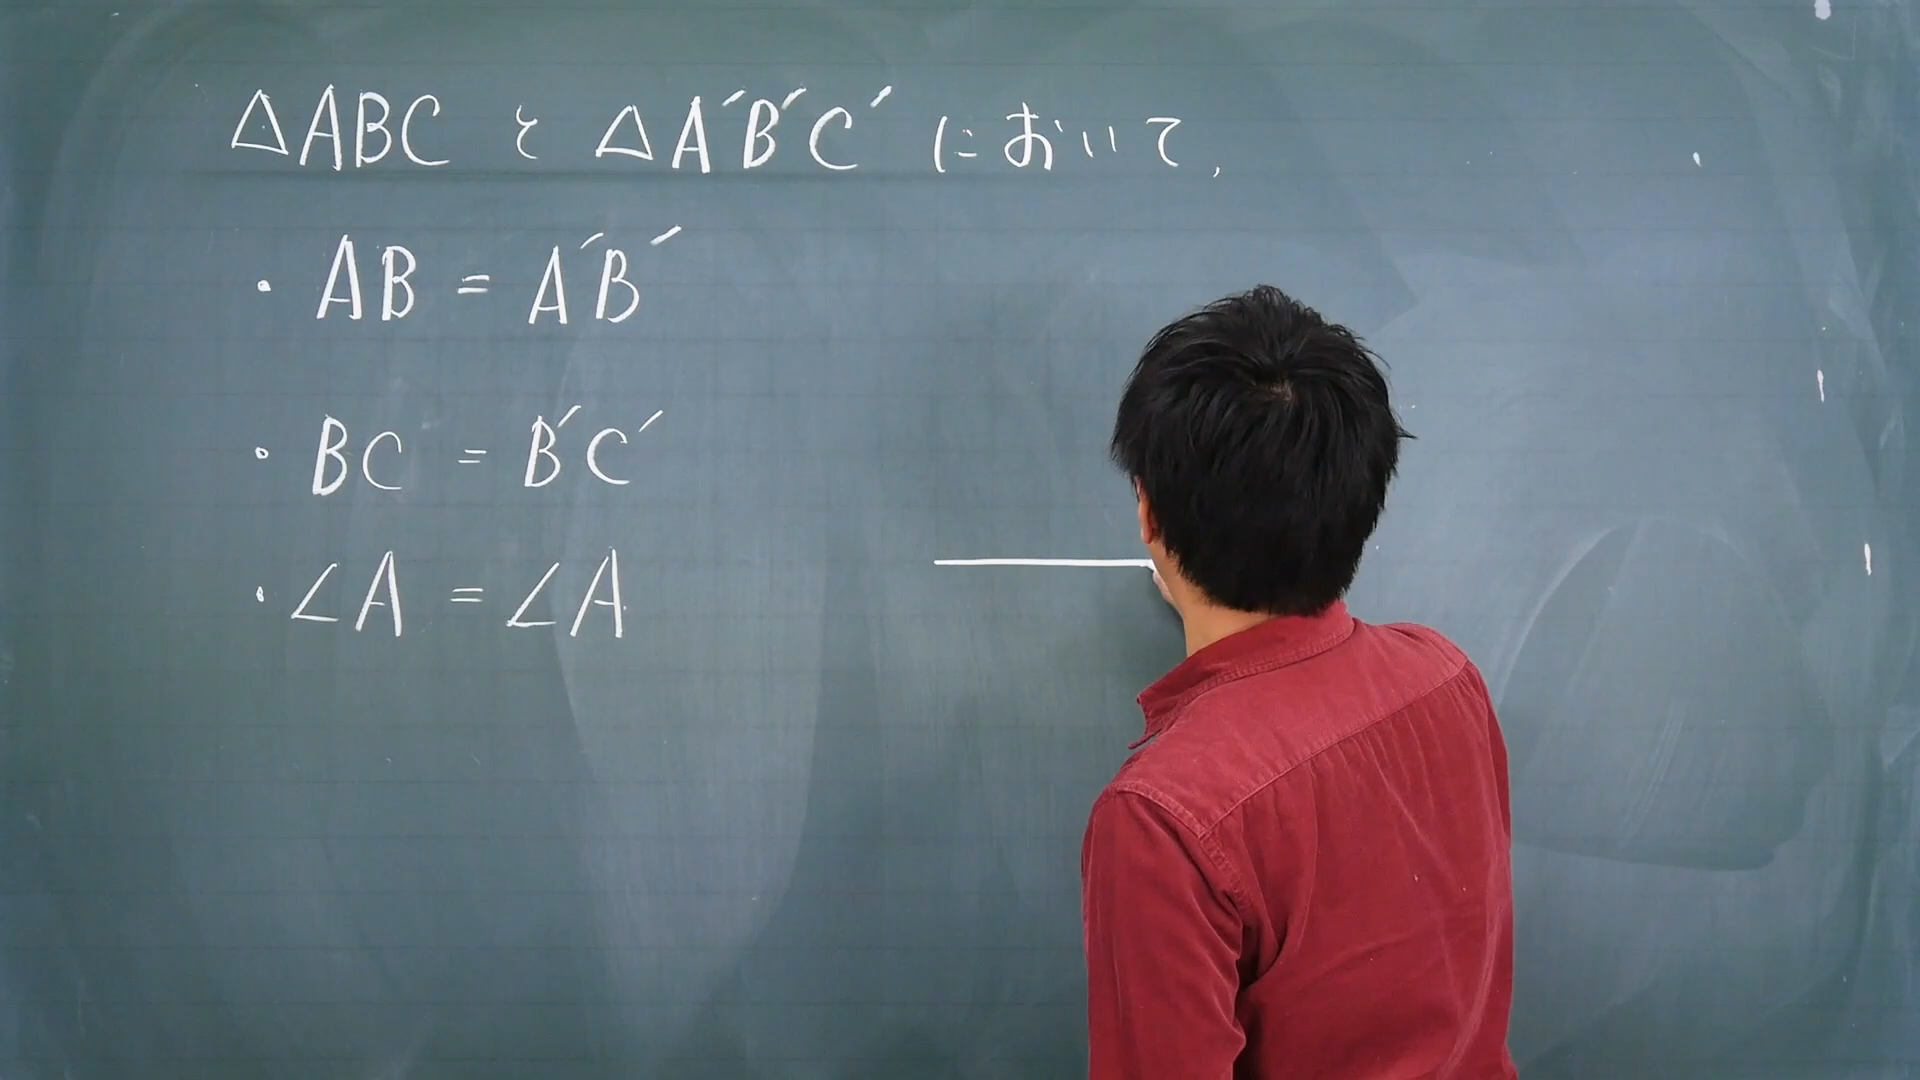 △ABC と △A´B´C´ において,
・ AB = A´B´
・ BC = B´C´
・ ∠A = ∠A